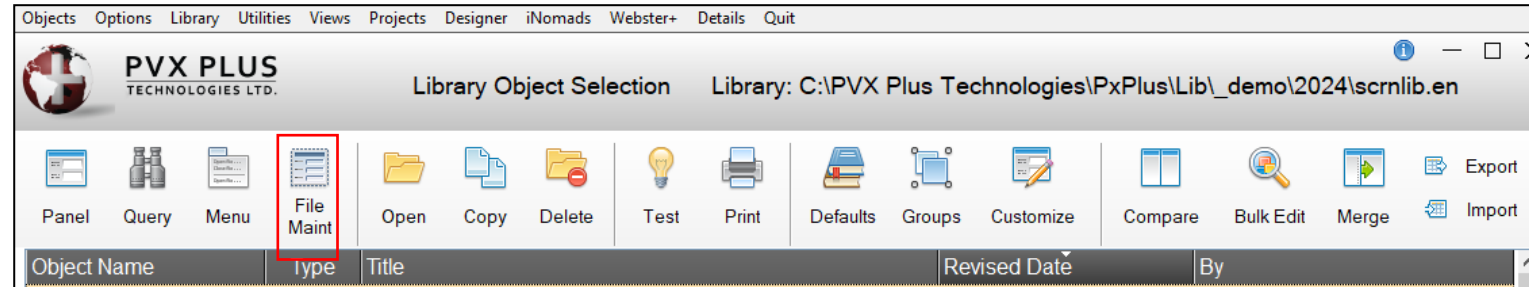 Objects Options Library Utilities Views Projects Designer iNomads Webster+ Details Quit
PVX PLUS
TECHNOLOGIES LTD.
Library Object Selection Library: C:\PVX Plus Technologies\PxPlus\Lib\_demo\2024\scrnlib.en
Panel Query Menu File Maint Open Copy Delete Test Print Defaults Groups Customize Compare Bulk Edit Merge Export
Import
Object Name Type Title Revised Date By